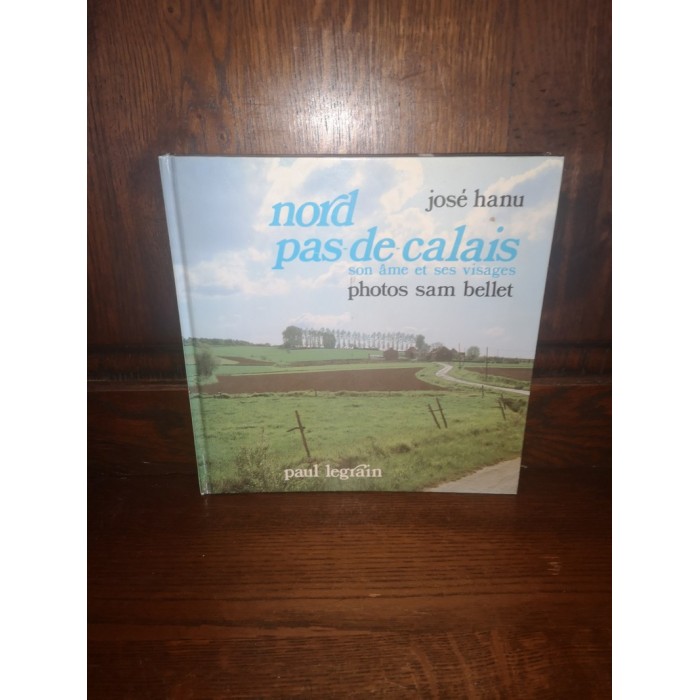 josé hanu
nord
pas-de-calais
son âme et ses visages
photos sam bellet
paul legrain